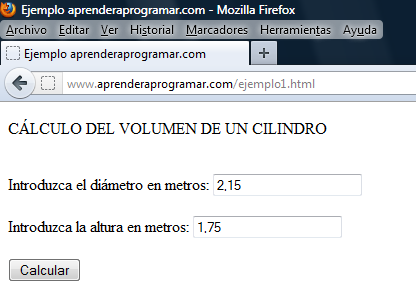 Ejemplo aprenderaprogramar.com - Mozilla Firefox
Archivo Editar Ver Historial Marcadores Herramientas Ayuda
Ejemplo aprenderaprogramar.com +
www.aprenderaprogramar.com/ejemplo1.html
CÁLCULO DEL VOLUMEN DE UN CILINDRO
Introduzca el diámetro en metros: 2,15
Introduzca la altura en metros: 1,75
Calcular